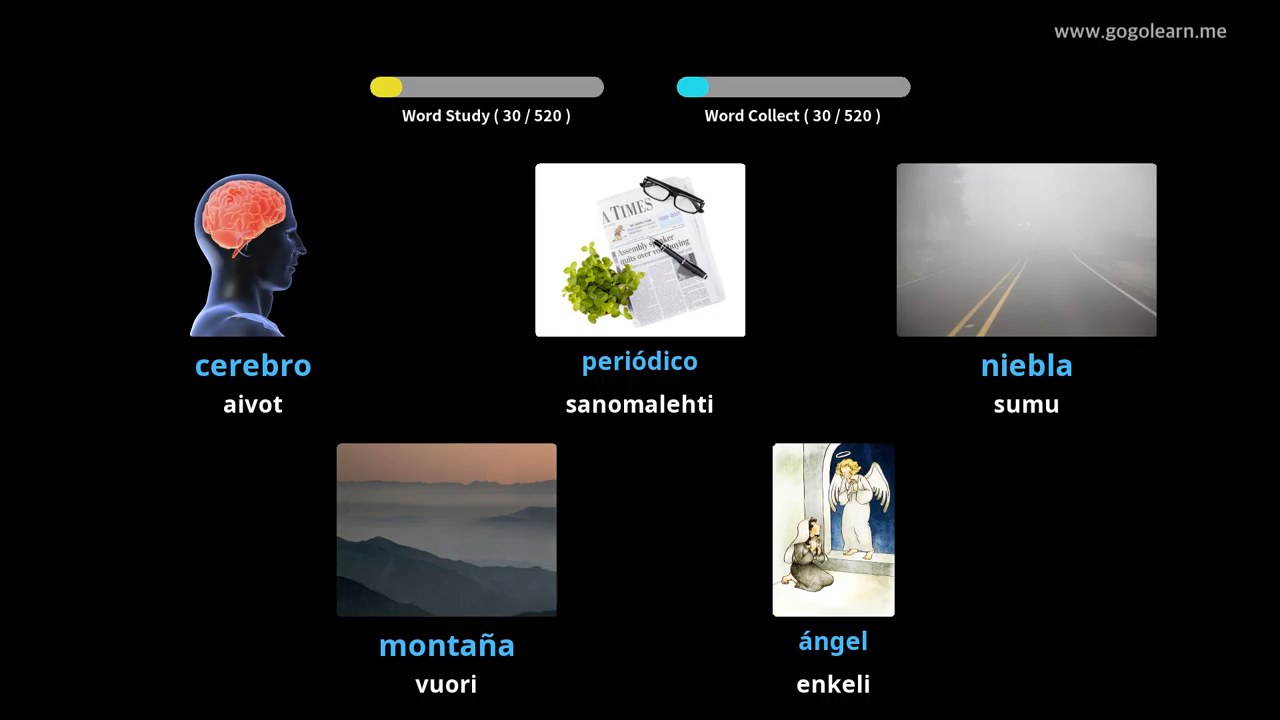 www.gogolearn.me
Word Study ( 30 / 520 )
Word Collect ( 30 / 520 )
A TIMES
cerebro
aivot
periódico
sanomalehti
niebla
sumu
montaña
vuori
ángel
enkeli